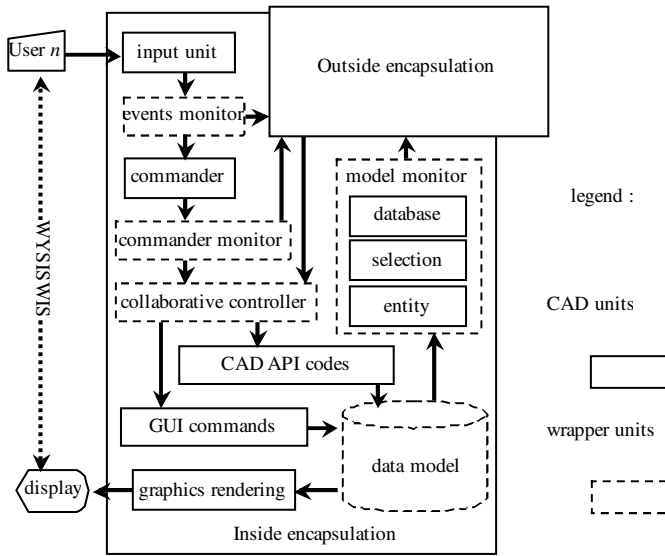 User n
input unit
Outside encapsulation
events monitor
commander
model monitor
database
legend :
commander monitor
selection
WYSISWIS
collaborative controller
entity
CAD units
CAD API codes
GUI commands
wrapper units
data model
display
graphics rendering
Inside encapsulation